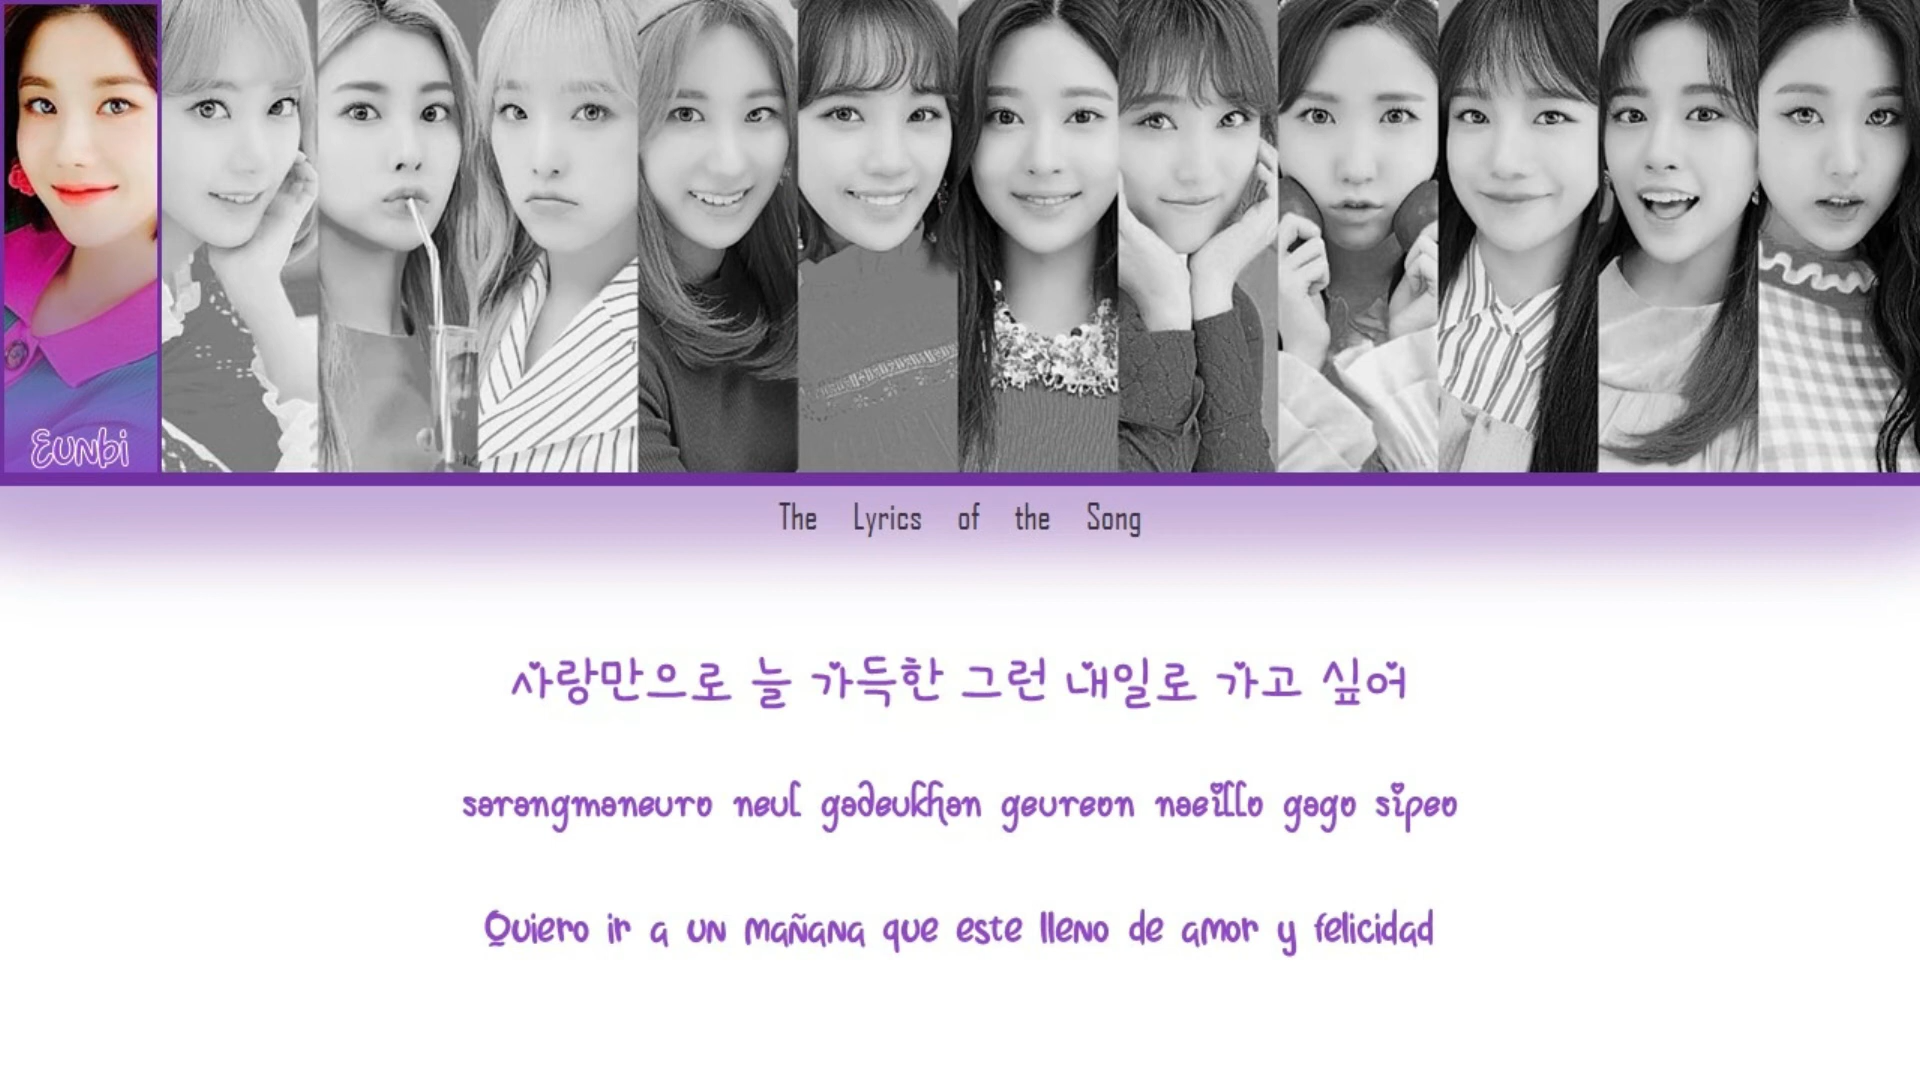 Eunbi
The Lyrics of the Song
사랑만으로 늘 가득한 그런 내일로 가고 싶어
sarangmaneuro neul gadeukhan geureon naeillo gago sipeo
Quiero ir a un mañana que este lleno de amor y felicidad